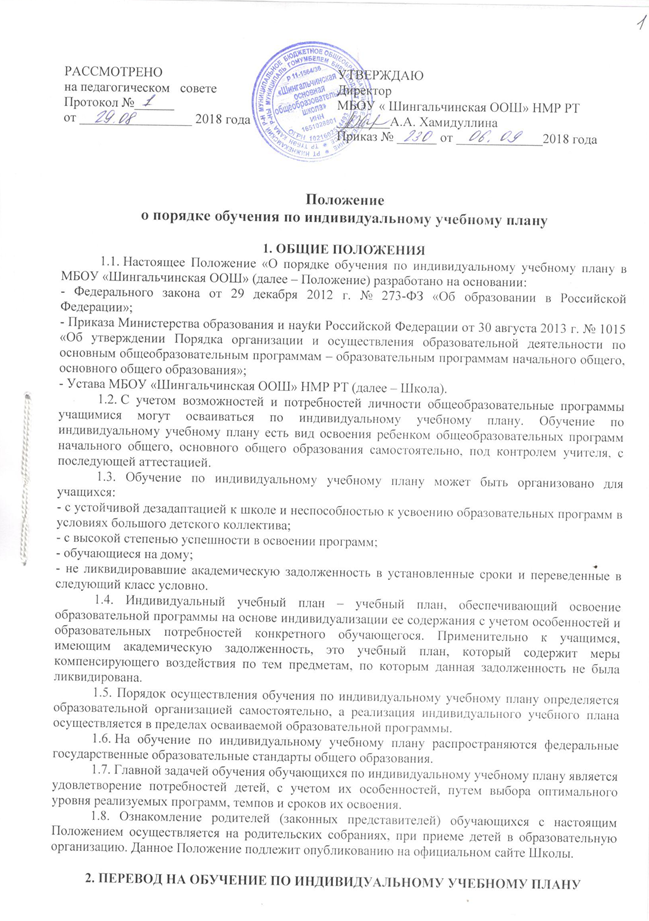 1
РАССМОТРЕНО
на педагогическом совете
Протокол № 1
от 29.08 2018 года
УТВЕРЖДАЮ
Директор
МБОУ « Шингальчинская ООШ» НМР РТ
А.А. Хамидуллина
Приказ № 230 от 06.09 2018 года
«Шингальчинская
основная
общеобразовательная
школа»
ИНН
Положение
о порядке обучения по индивидуальному учебному плану
1. ОБЩИЕ ПОЛОЖЕНИЯ
1.1. Настоящее Положение «О порядке обучения по индивидуальному учебному плану в
МБОУ «Шингальчинская ООШ» (далее – Положение) разработано на основании:
- Федерального закона от 29 декабря 2012 г. № 273-ФЗ «Об образовании в Российской
Федерации»;
- Приказа Министерства образования и науки Российской Федерации от 30 августа 2013 г. № 1015
«Об утверждении Порядка организации и осуществления образовательной деятельности по
основным общеобразовательным программам – образовательным программам начального общего,
основного общего образования»;
- Устава МБОУ «Шингальчинская ООШ» НМР РТ (далее – Школа).
1.2. С учетом возможностей и потребностей личности общеобразовательные программы
учащимися могут осваиваться по индивидуальному учебному плану. Обучение по
индивидуальному учебному плану есть вид освоения ребенком общеобразовательных программ
начального общего, основного общего образования самостоятельно, под контролем учителя. с
последующей аттестацией.
1.3. Обучение по индивидуальному учебному плану может быть организовано для
учащихся:
- с устойчивой дезадаптацией к школе и неспособностью к усвоению образовательных программ в
условиях большого детского коллектива;
- с высокой степенью успешности в освоении программ;
- обучающиеся на дому;
- не ликвидировавшие академическую задолженность в установленные сроки и переведенные в
следующий класс условно.
1.4. Индивидуальный учебный план – учебный план, обеспечивающий освоение
образовательной программы на основе индивидуализации ее содержания с учетом особенностей и
образовательных потребностей конкретного обучающегося. Применительно к учащимся,
имеющим академическую задолженность, это учебный план, который содержит меры
компенсирующего воздействия по тем предметам, по которым данная задолженность не была
ликвидирована.
1.5. Порядок осуществления обучения по индивидуальному учебному плану определяется
образовательной организацией самостоятельно, а реализация индивидуального учебного плана
осуществляется в пределах осваиваемой образовательной программы.
1.6. На обучение по индивидуальному учебному плану распространяются федеральные
государственные образовательные стандарты общего образования.
1.7. Главной задачей обучения обучающихся по индивидуальному учебному плану является
удовлетворение потребностей детей, с учетом их особенностей, путем выбора оптимального
уровня реализуемых программ, темпов и сроков их освоения.
1.8. Ознакомление родителей (законных представителей) обучающихся с настоящим
Положением осуществляется на родительских собраниях, при приеме детей в образовательную
организацию. Данное Положение подлежит опубликованию на официальном сайте Школы.
2. ПЕРЕВОД НА ОБУЧЕНИЕ ПО ИНДИВИДУАЛЬНОМУ УЧЕБНОМУ ПЛАНУ